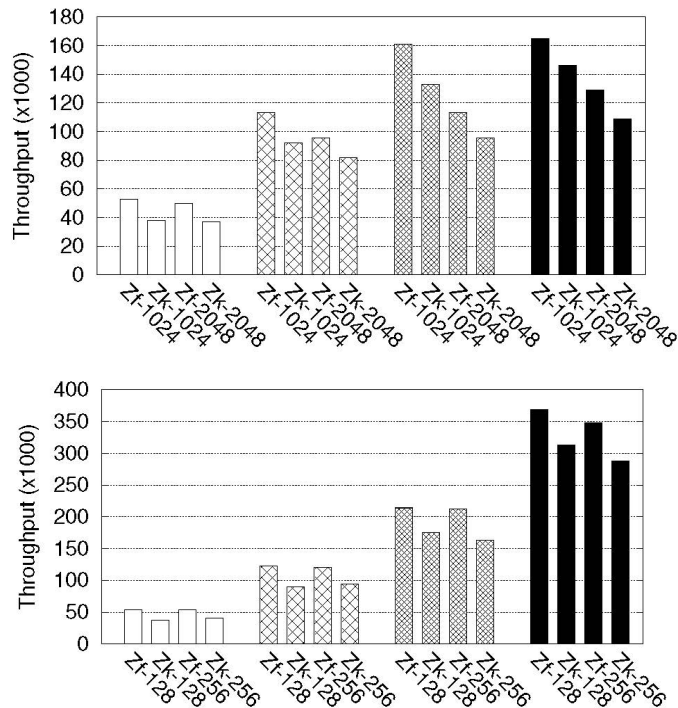 Throughput (x1000)
180
160
140
120
100
80
60
40
20
0
Zf-1024
Zk-1024
Zf-2048
Zk-2048
Zf-1024
Zk-1024
Zf-2048
Zk-2048
Zf-1024
Zk-1024
Zf-2048
Zk-2048
Zf-1024
Zk-1024
Zf-2048
Zk-2048
Throughput (x1000)
400
350
300
250
200
150
100
50
0
Zf-128
Zk-128
Zf-256
Zk-256
Zf-128
Zk-128
Zf-256
Zk-256
Zf-128
Zk-128
Zf-256
Zk-256
Zf-128
Zk-128
Zf-256
Zk-256